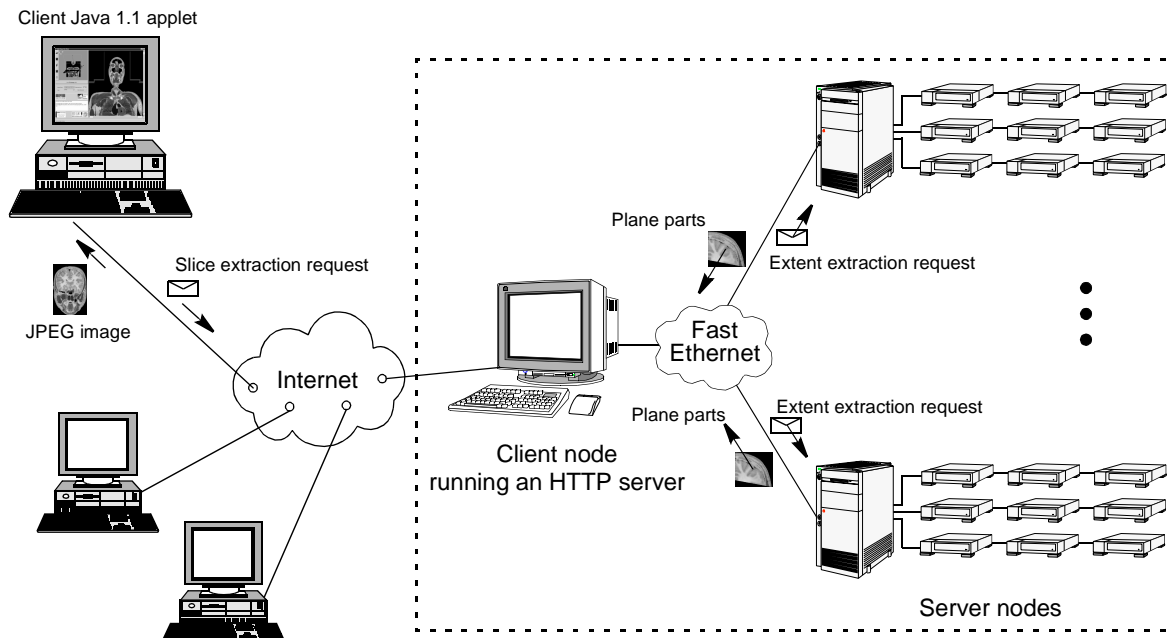 Client Java 1.1 applet
Slice extraction request
JPEG image
Internet
Client node
running an HTTP server
Plane parts
Extent extraction request
Fast
Ethernet
Plane parts
Extent extraction request
Server nodes